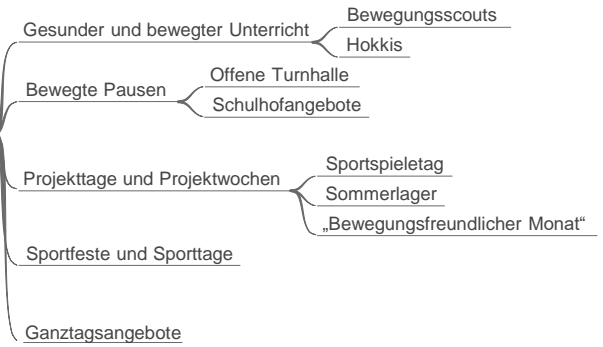 Gesunder und bewegter Unterricht
Bewegungsscouts
Hokkis
Bewegte Pausen
Offene Turnhalle
Schulhofangebote
Projekttage und Projektwochen
Sportspieletag
Sommerlager
„Bewegungsfreundlicher Monat“
Sportfeste und Sporttage
Ganztagsangebote